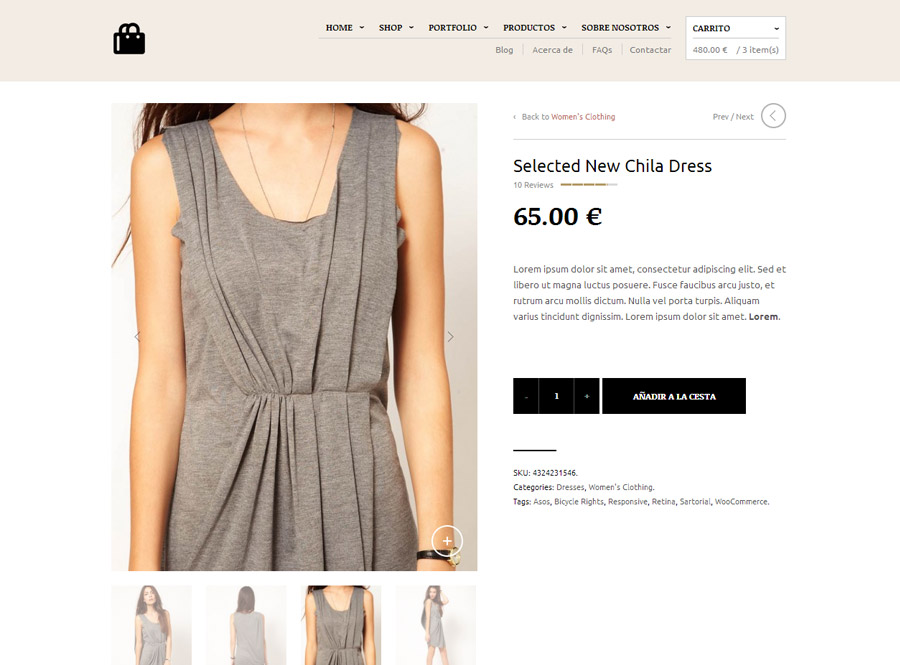 HOME SHOP PORTFOLIO PRODUCTOS SOBRE NOSOTROS
Blog Acerca de FAQs Contactar
CARRITO
480.00 € / 3 item(s)
‹ Back to Women's Clothing
Prev / Next
Selected New Chila Dress
10 Reviews
65.00 €
Lorem ipsum dolor sit amet, consectetur adipiscing elit. Sed et
libero ut magna luctus posuere. Fusce faucibus arcu justo, et
rutrum arcu mollis dictum. Nulla vel porta turpis. Aliquam
varius tincidunt dignissim. Lorem ipsum dolor sit amet. Lorem.
- 1 +
AÑADIR A LA CESTA
SKU: 4324231546.
Categories: Dresses, Women's Clothing.
Tags: Asos, Bicycle Rights, Responsive, Retina, Sartorial, WooCommerce.